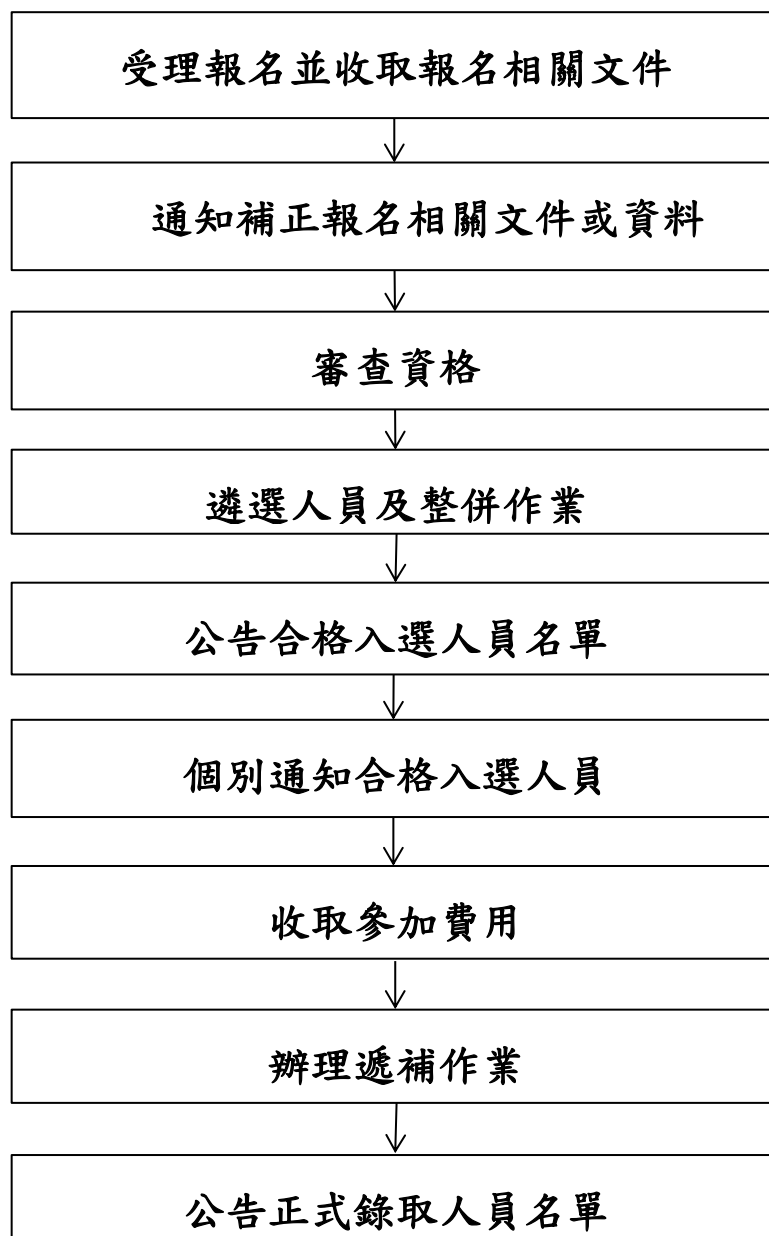 受理報名並收取報名相關文件
通知補正報名相關文件或資料
審查資格
遴選人員及整併作業
公告合格入選人員名單
個別通知合格入選人員
收取參加費用
辦理遞補作業
公告正式錄取人員名單